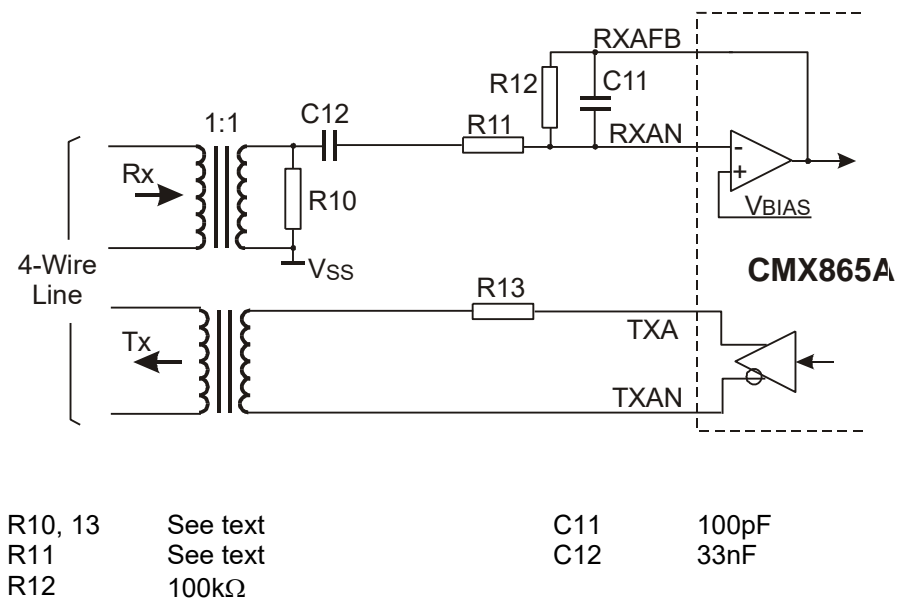 RXAFB
R12
C11
C12
1:1
R11
RXAN
-
Rx
+
R10
VBIAS
4-Wire
Line
VSS
CMX865A
R13
TXA
Tx
TXAN
R10, 13 See text C11 100pF
R11 See text C12 33nF
R12 100kΩ